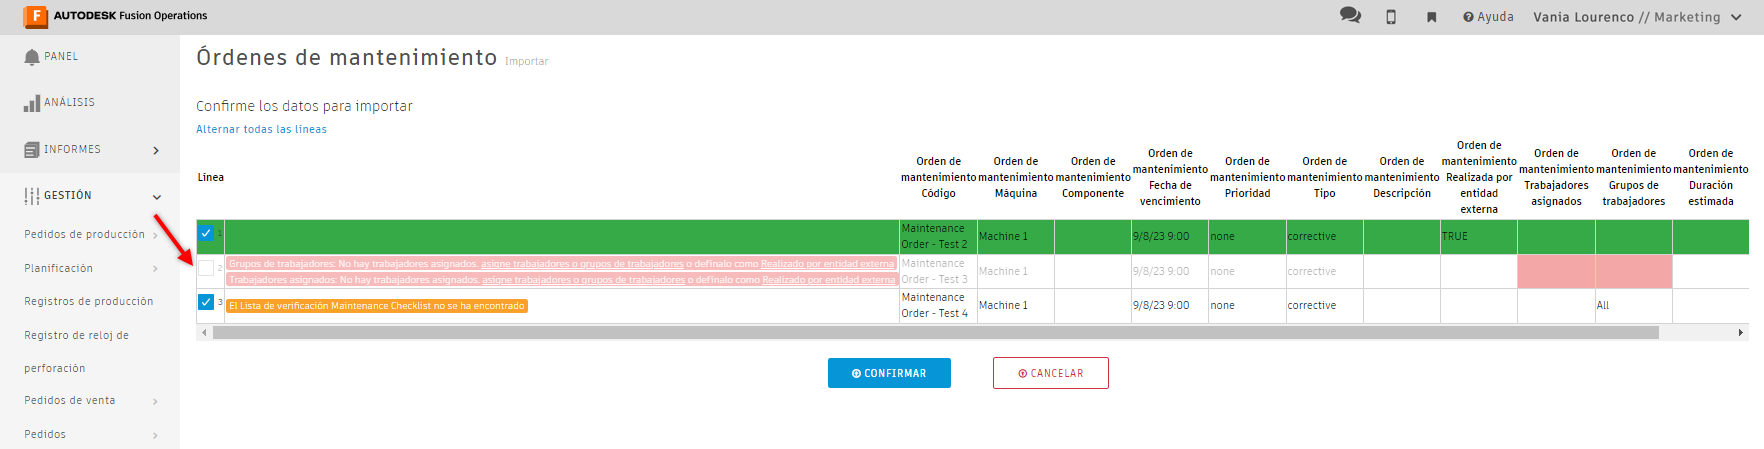 AUTODESK Fusion Operations
Ayuda
Vania Lourenco // Marketing
PANEL
ANÁLISIS
INFORMES
GESTIÓN
Pedidos de producción
Planificación
Registros de producción
Registro de reloj de
perforación
Pedidos de venta
Pedidos
Órdenes de mantenimiento Importar
Confirme los datos para importar
Alternar todas las líneas
Línea
Orden de
mantenimiento
Código
Orden de
mantenimiento
Máquina
Orden de
mantenimiento
Componente
Orden de
mantenimiento
Fecha de
vencimiento
Orden de
mantenimiento
Prioridad
Orden de
mantenimiento
Tipo
Orden de
mantenimiento
Descripción
Orden de
mantenimiento
Realizada por
entidad
externa
Orden de
mantenimiento
Trabajadores
asignados
Orden de
mantenimiento
Grupos de
trabajadores
Orden de
mantenimiento
Duración
estimada
1
Maintenance
Order - Test 2
Machine 1
9/8/23 9:00
none
corrective
TRUE
2
Grupos de trabajadores: No hay trabajadores asignados, asigne trabajadores o grupos de trabajadores o defínalo como Realizado por entidad externa
Trabajadores asignados: No hay trabajadores asignados, asigne trabajadores o grupos de trabajadores o defínalo como Realizado por entidad externa
Maintenance
Order - Test 3
Machine 1
9/8/23 9:00
none
corrective
3
El Lista de verificación Maintenance Checklist no se ha encontrado
Maintenance
Order - Test 4
Machine 1
9/8/23 9:00
none
corrective
All
CONFIRMAR
CANCELAR